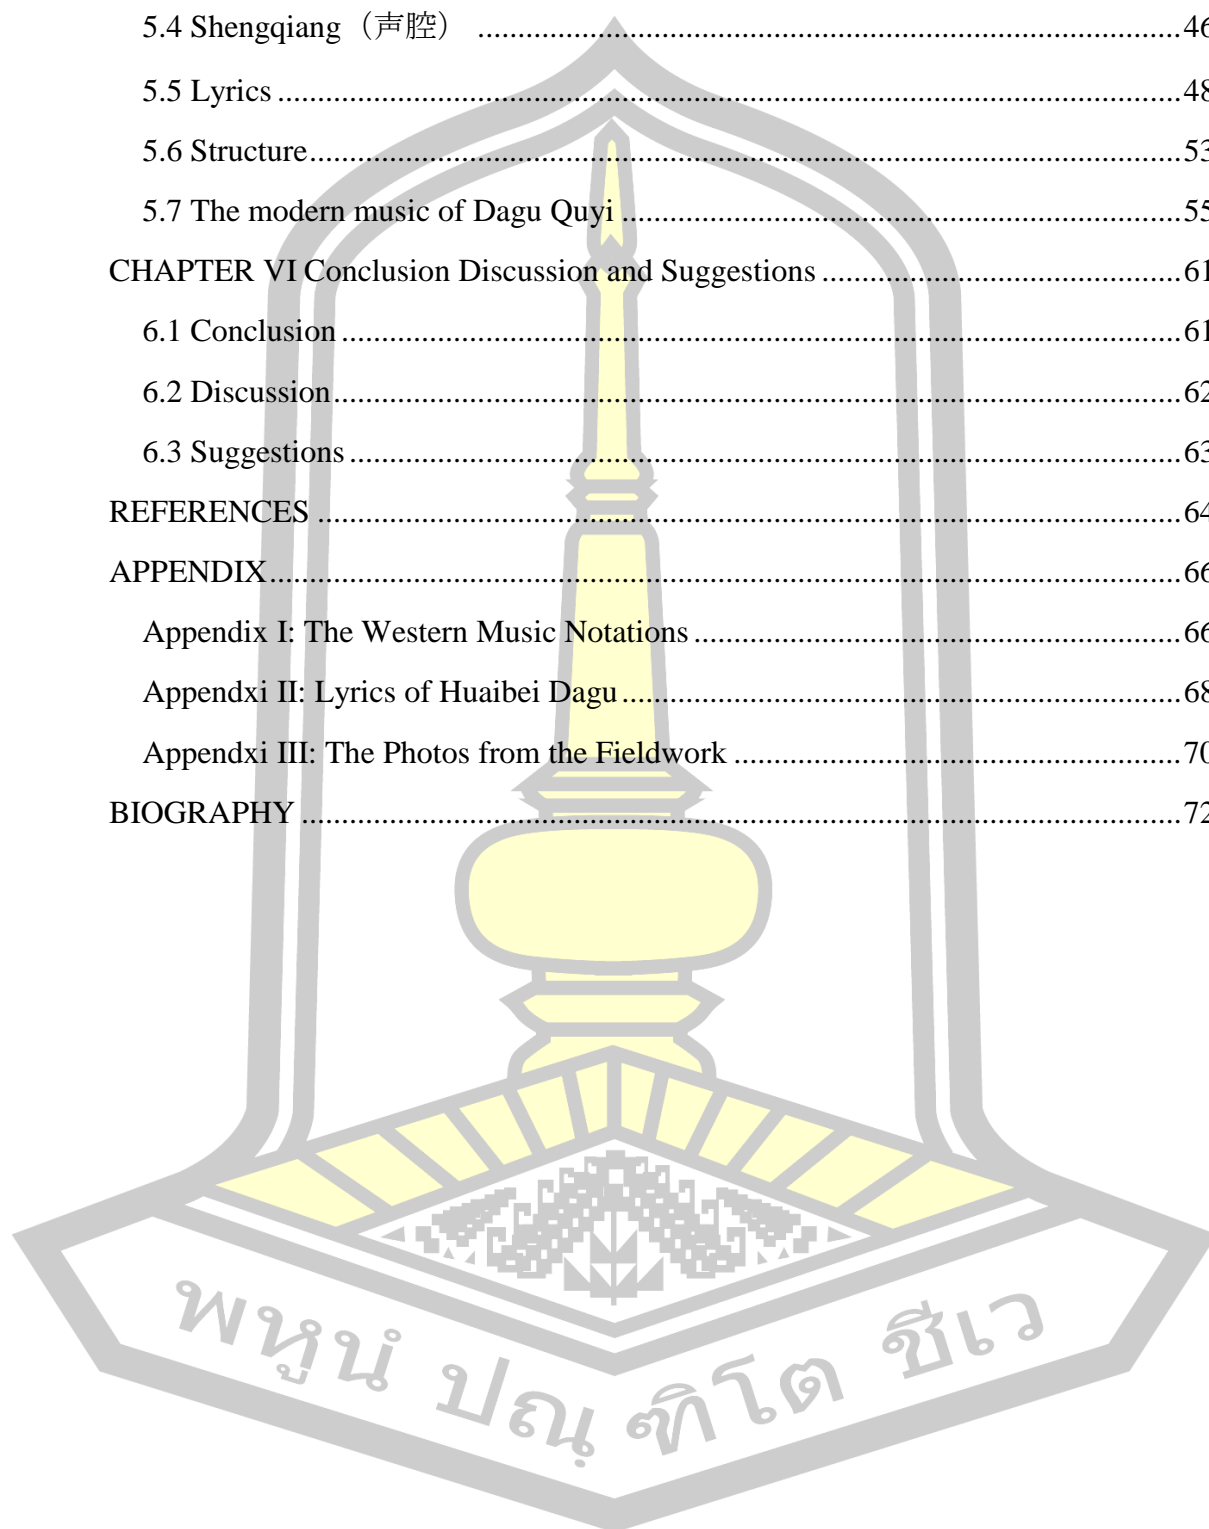 5.4 Shengqiang（声腔） ..........................................................................................46
5.5 Lyrics ..........................................................................................................48
5.6 Structure ..........................................................................................................53
5.7 The modern music of Dagu Quyi ..........................................................................................55
CHAPTER VI Conclusion Discussion and Suggestions ..........................................................61
6.1 Conclusion ..........................................................................................................61
6.2 Discussion ..........................................................................................................62
6.3 Suggestions ..........................................................................................................63
REFERENCES ..........................................................................................................64
APPENDIX ..........................................................................................................66
Appendix I: The Western Music Notations ..........................................................66
Appendxi II: Lyrics of Huaibei Dagu ..........................................................68
Appendxi III: The Photos from the Fieldwork ..........................................................70
BIOGRAPHY ..........................................................................................................72
พหูนํ ปณฺฑิโต ชีเว